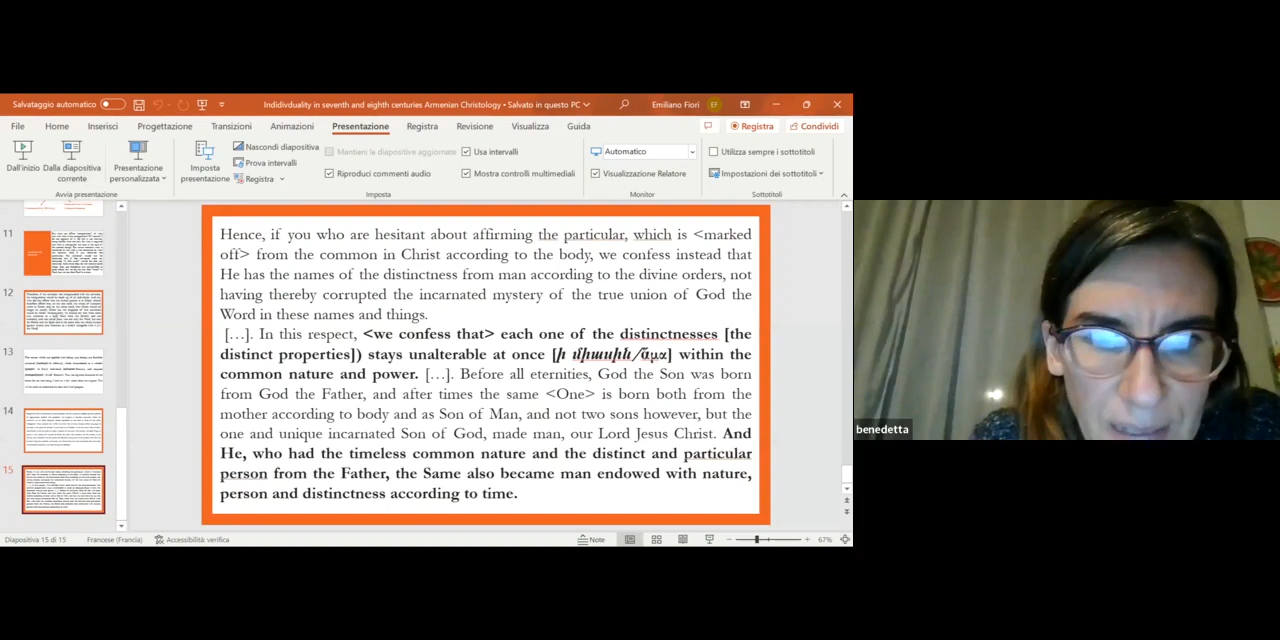 Salvataggio automatico
Indidivduality in seventh and eighth centuries Armenian Christology • Salvato in questo PC
Emiliano Fiori EF
File Home Inserisci Progettazione Transizioni Animazioni Presentazione Registra Revisione Visualizza Guida
Registra Condividi
Dall'inizio Dalla diapositiva corrente
Presentazione personalizzata
Avvia presentazione
Imposta presentazione
Nascondi diapositiva
Prova intervalli
Registra
Mantieni le diapositive aggiornate
Riproduci commenti audio
Usa intervalli
Mostra controlli multimediali
Imposta
Automatico
Visualizzazione Relatore
Monitor
Utilizza sempre i sottotitoli
Impostazioni dei sottotitoli
Sottotitoli
11
12
13
14
15
Hence, if you who are hesitant about affirming the particular, which is <marked
off> from the common in Christ according to the body, we confess instead that
He has the names of the distinctness from man according to the divine orders, not
having thereby corrupted the incarnate mystery of the true union of God the
Word in these names and things.
[…]. In this respect, <we confess that> each one of the distinctnesses [the
distinct properties]) stays unalterable at once within the
common nature and power. […]. Before all eternities, God the Son was born
from God the Father, and after times the same <One> is born both from the
mother according to body and as Son of Man, and not two sons however, but the
one and unique incarnated Son of God made man, our Lord Jesus Christ. And
He, who had the timeless common nature and the distinct and particular
person from the Father, the Same became man endowed with nature,
person and distinctness according to time.
Diapositiva 15 di 15
Francese (Francia)
Accessibilità: verifica
Note
67%
benedetta